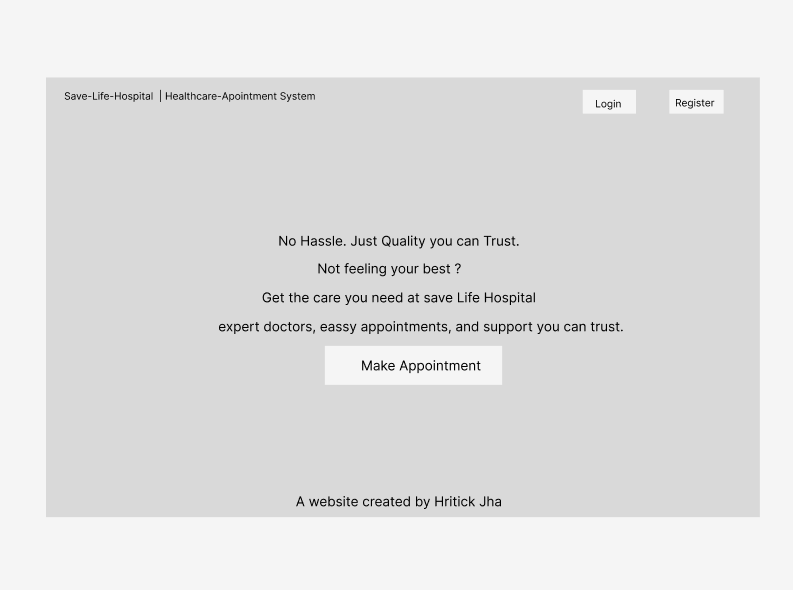 Save-Life-Hospital | Healthcare-Apointment System
Login
Register
No Hassle. Just Quality you can Trust.
Not feeling your best ?
Get the care you need at save Life Hospital
expert doctors, eassy appointments, and support you can trust.
Make Appointment
A website created by Hritick Jha